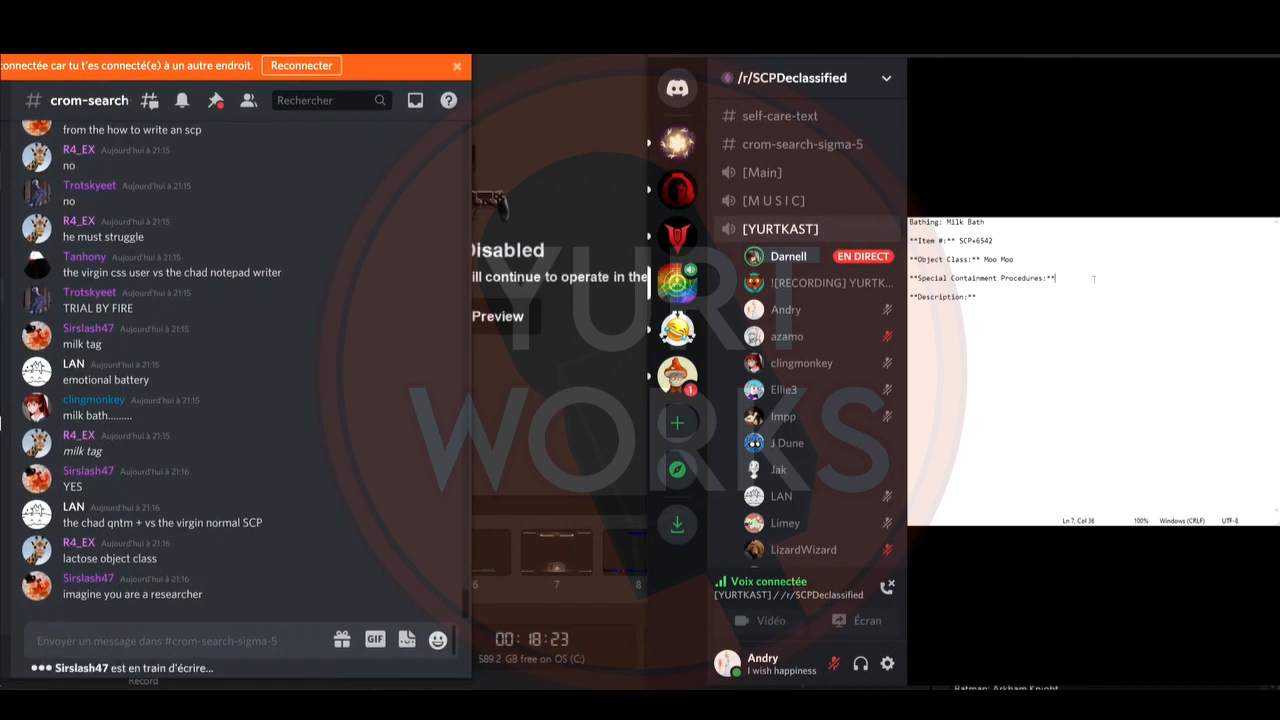 connectée car tu t'es connecté(e) à un autre endroit.
Reconnecter
crom-search
Rechercher
from the how to write an scp
R4_EX Aujourd'hui à 21:15
no
Trotskyeet Aujourd'hui à 21:15
no
R4_EX Aujourd'hui à 21:15
he must struggle
Tanhony Aujourd'hui à 21:15
the virgin css user vs the chad notepad writer
Trotskyeet Aujourd'hui à 21:15
TRIAL BY FIRE
Sirslash47 Aujourd'hui à 21:15
milk tag
LAN Aujourd'hui à 21:15
emotional battery
clingmonkey Aujourd'hui à 21:15
milk bath.........
R4_EX Aujourd'hui à 21:15
milk tag
Sirslash47 Aujourd'hui à 21:16
YES
LAN Aujourd'hui à 21:16
the chad qntm + vs the virgin normal SCP
R4_EX Aujourd'hui à 21:16
lactose object class
Sirslash47 Aujourd'hui à 21:16
imagine you are a researcher
Envoyer un message dans #crom-search-sigma-5
GIF
Sirslash47 est en train d'écrire...
Record
Disabled
ill continue to operate in the
Preview
6
7
8
00:18:23
589.2 GB free on OS (C:)
YURT
WORKS
/r/SCPDeclassified
# self-care-text
# crom-search-sigma-5
[Main]
[M U S I C]
[YURTKAST]
Darnell EN DIRECT
![RECORDING] YURTK...
Andry
azamo
clingmonkey
Ellie3
Impp
J Dune
Jak
LAN
Limey
LizardWizard
1
Voix connectée
[YURTKAST] / /r/SCPDeclassified
Vidéo
Écran
Andry
I wish happiness
Bathing: Milk Bath
**Item #:** SCP+6542
**Object Class:** Moo Moo
**Special Containment Procedures:**
**Description:**
Ln 7, Col 36
100%
Windows (CRLF)
UTF-8
Batman: Arkham Knight